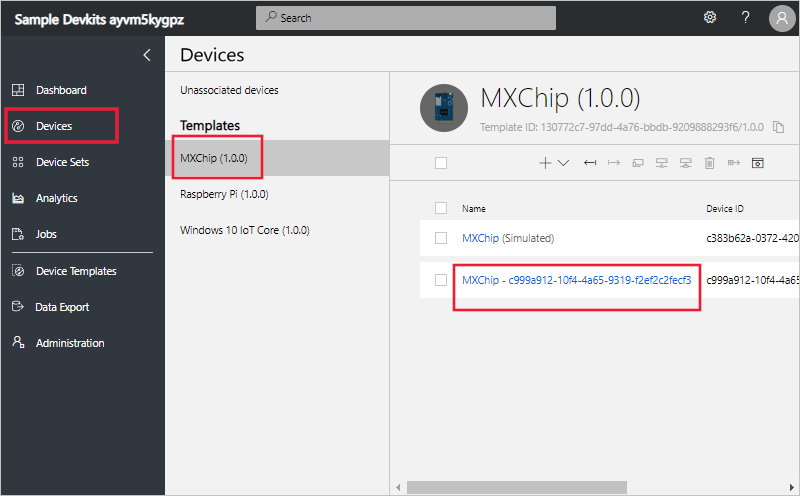 Sample Devkits ayvm5kygpz
Search
?
A
Dashboard
Devices
Device Sets
Analytics
Jobs
Device Templates
Data Export
Administration
Devices
Unassociated devices
Templates
MXChip (1.0.0)
Raspberry Pi (1.0.0)
Windows 10 IoT Core (1.0.0)
MXChip (1.0.0)
Template ID: 130772c7-97dd-4a76-bbdb-9209888293f6/1.0.0
Name Device ID
MXChip (Simulated) c383b62a-0372-420
MXChip - c999a912-10f4-4a65-9319-f2ef2c2fecf3 c999a912-10f4-4a65